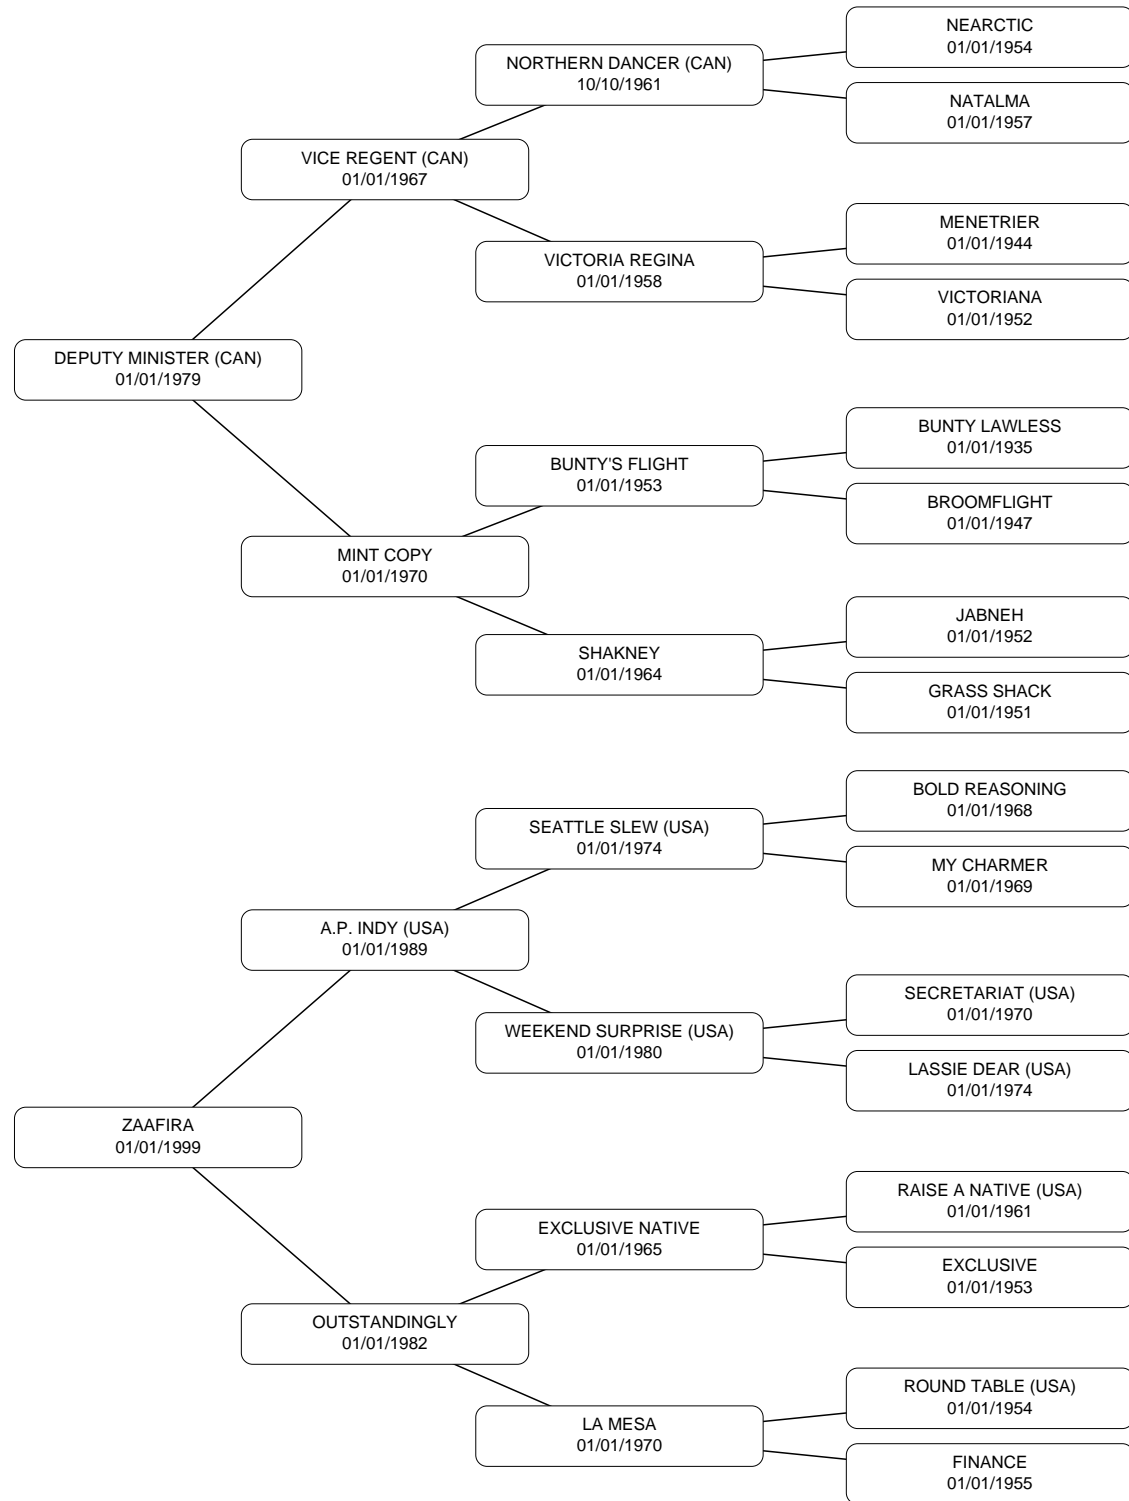 NEARCTIC
01/01/1954
NORTHERN DANCER (CAN)
10/10/1961
NATALMA
01/01/1957
VICE REGENT (CAN)
01/01/1967
MENETRIER
01/01/1944
VICTORIA REGINA
01/01/1958
VICTORIANA
01/01/1952
DEPUTY MINISTER (CAN)
01/01/1979
BUNTY LAWLESS
01/01/1935
BUNTY'S FLIGHT
01/01/1953
BROOMFLIGHT
01/01/1947
MINT COPY
01/01/1970
JABNEH
01/01/1952
SHAKNEY
01/01/1964
GRASS SHACK
01/01/1951
BOLD REASONING
01/01/1968
SEATTLE SLEW (USA)
01/01/1974
MY CHARMER
01/01/1969
A.P. INDY (USA)
01/01/1989
SECRETARIAT (USA)
01/01/1970
WEEKEND SURPRISE (USA)
01/01/1980
LASSIE DEAR (USA)
01/01/1974
ZAAFIRA
01/01/1999
RAISE A NATIVE (USA)
01/01/1961
EXCLUSIVE NATIVE
01/01/1965
EXCLUSIVE
01/01/1953
OUTSTANDINGLY
01/01/1982
ROUND TABLE (USA)
01/01/1954
LA MESA
01/01/1970
FINANCE
01/01/1955